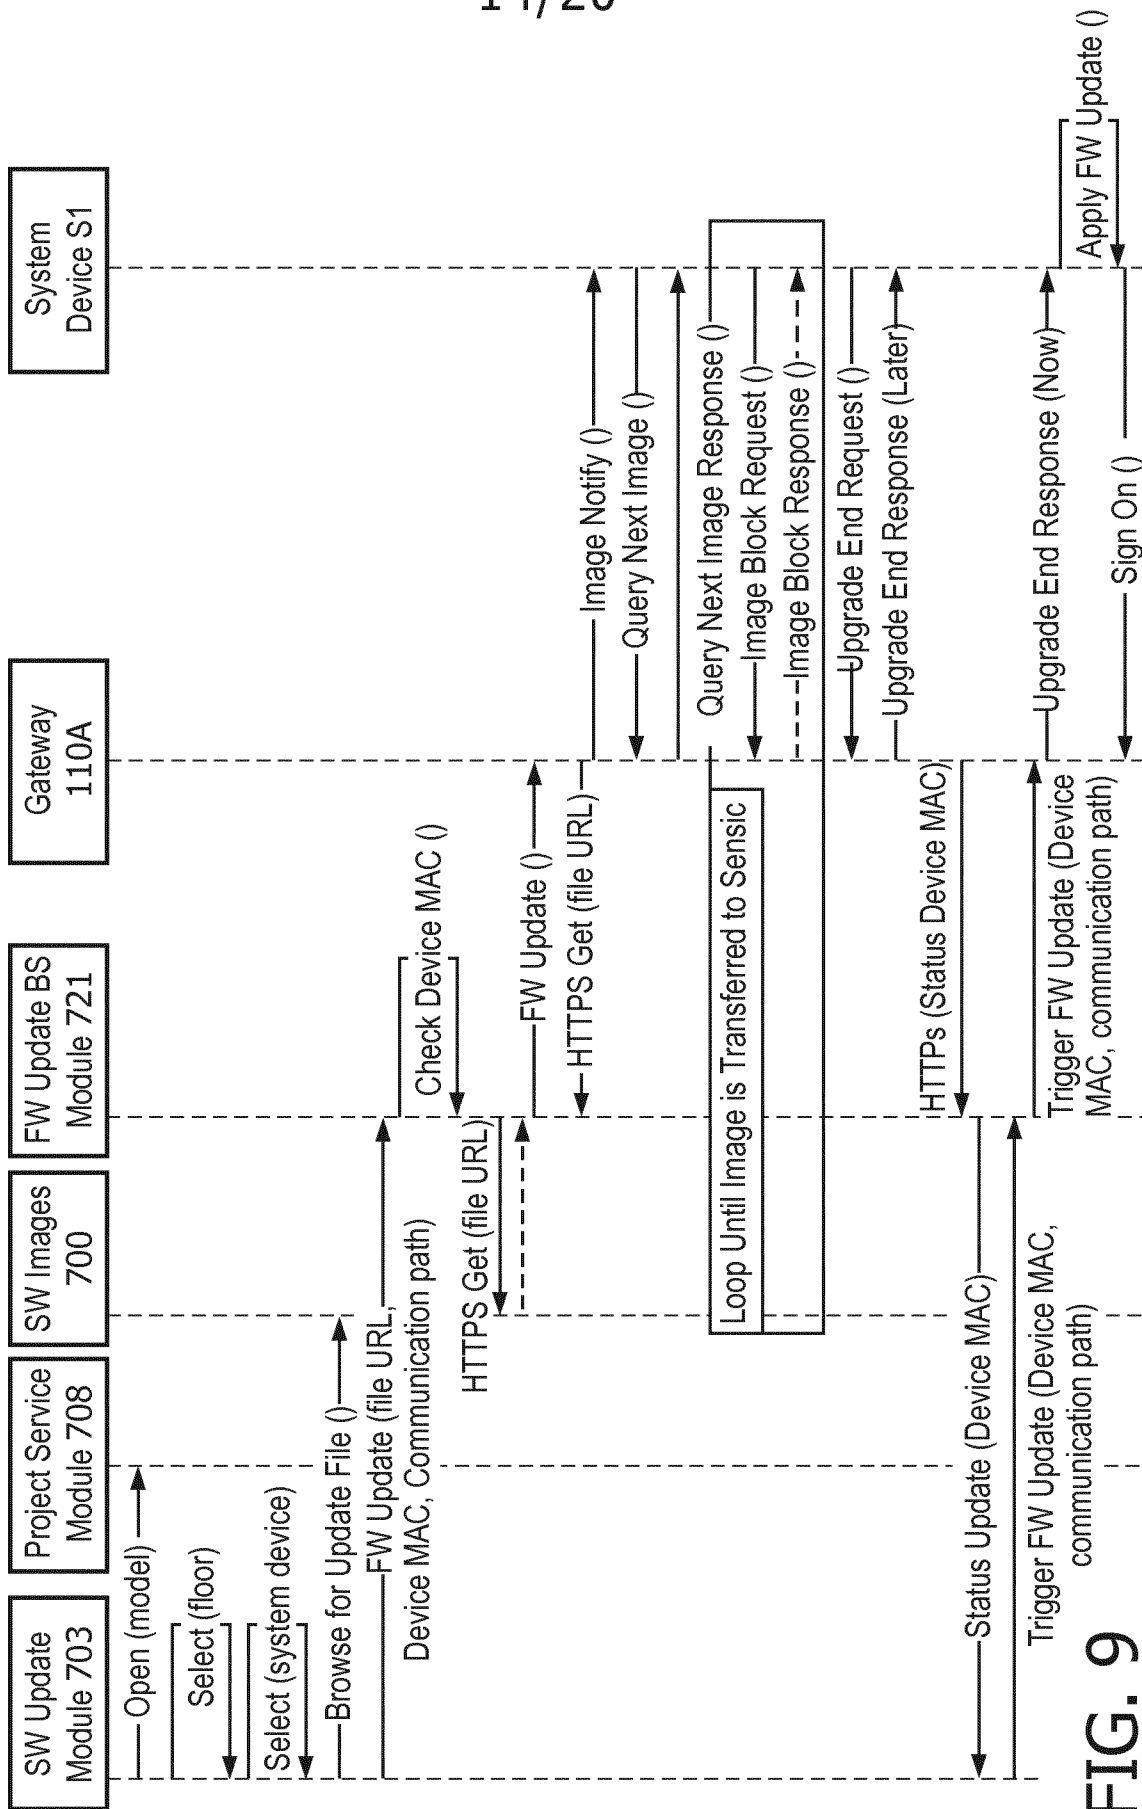 SW Update
Module 703
Project Service
Module 708
SW Images
700
FW Update BS
Module 721
Gateway
110A
System
Device S1
Open (model)
Select (floor)
Select (system device)
Browse for Update File ()
FW Update (file URL,
Device MAC, Communication path)
Check Device MAC ()
HTTPS Get (file URL)
FW Update ()
HTTPS Get (file URL)
Image Notify ()
Query Next Image ()
Query Next Image Response ()
Loop Until Image is Transferred to Sensic
Image Block Request ()
Image Block Response ()
Upgrade End Request ()
Upgrade End Response (Later)
HTTPs (Status Device MAC)
Status Update (Device MAC)
Trigger FW Update (Device MAC,
communication path)
Trigger FW Update (Device
MAC, communication path)
Upgrade End Response (Now)
Apply FW Update ()
Sign On ()
FIG. 9